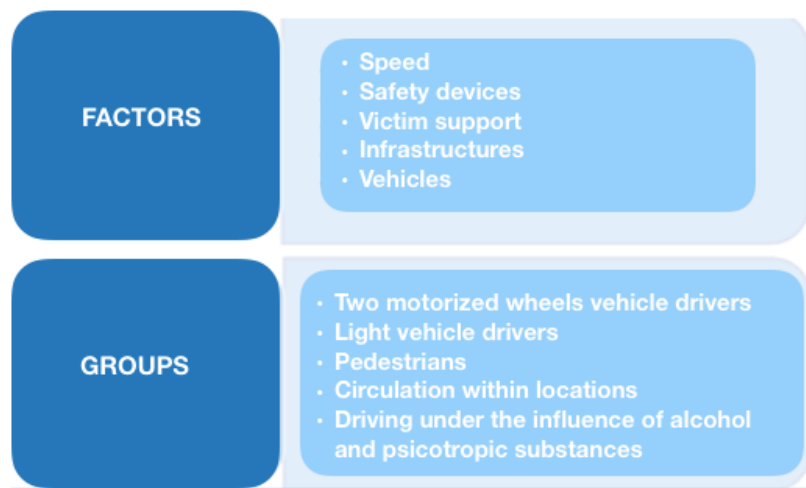 FACTORS
• Speed
• Safety devices
• Victim support
• Infrastructures
• Vehicles
GROUPS
• Two motorized wheels vehicle drivers
• Light vehicle drivers
• Pedestrians
• Circulation within locations
• Driving under the influence of alcohol
and psicotropic substances